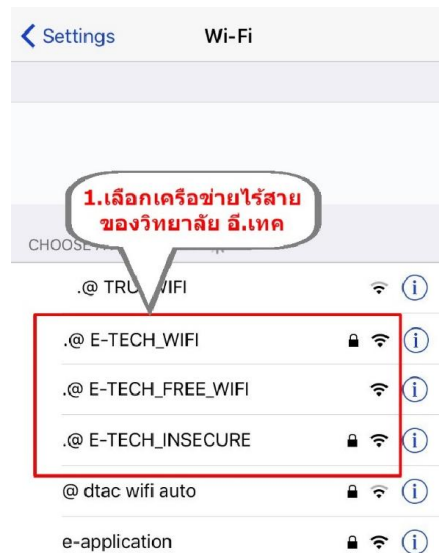 Settings
Wi-Fi
1.เลือกเครือข่ายไร้สาย
ของวิทยาลัย อี.เทค
CHOOSE
.@ TRU WIFI
.@ E-TECH_WIFI
.@ E-TECH_FREE_WIFI
.@ E-TECH_INSECURE
@ dtac wifi auto
e-application